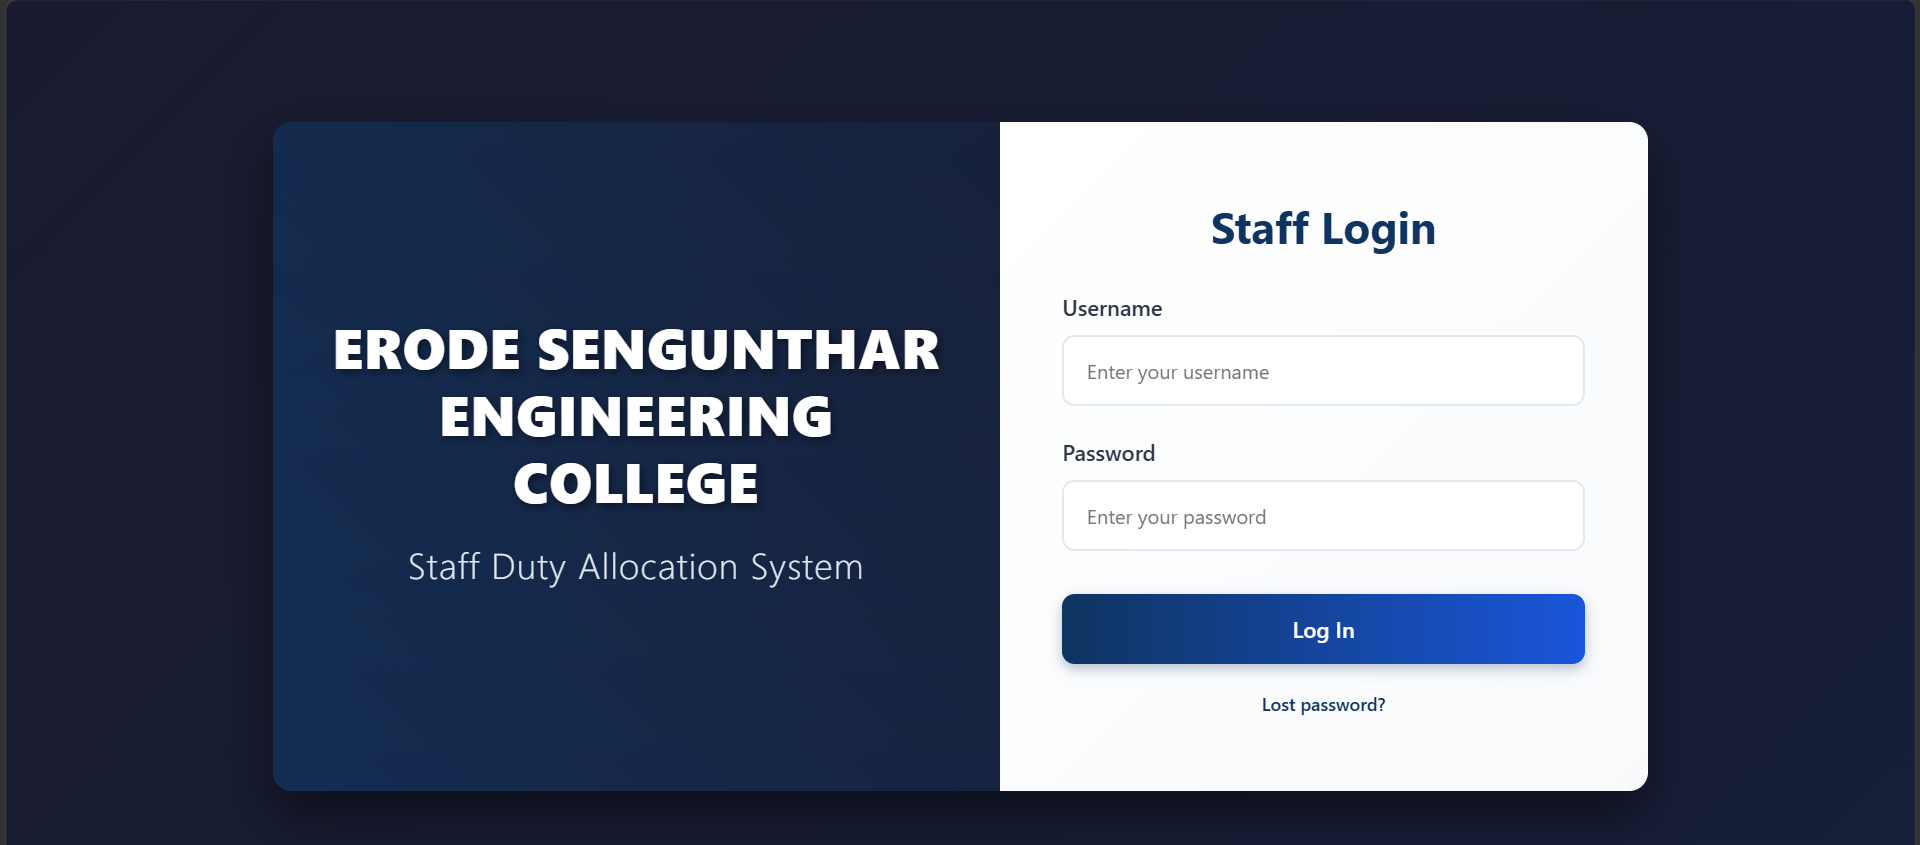 ERODE SENGUNTHAR
ENGINEERING
COLLEGE
Staff Duty Allocation System
Staff Login
Username
Enter your username
Password
Enter your password
Log In
Lost password?